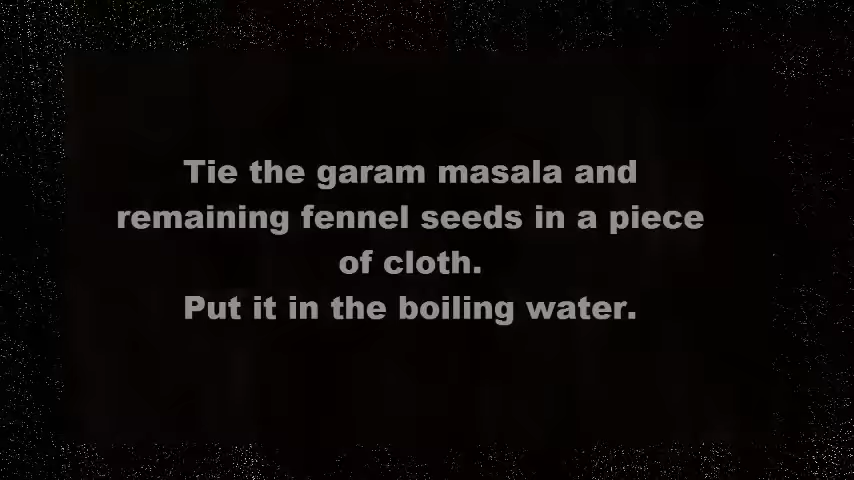 Tie the garam masala and
remaining fennel seeds in a piece
of cloth.
Put it in the boiling water.